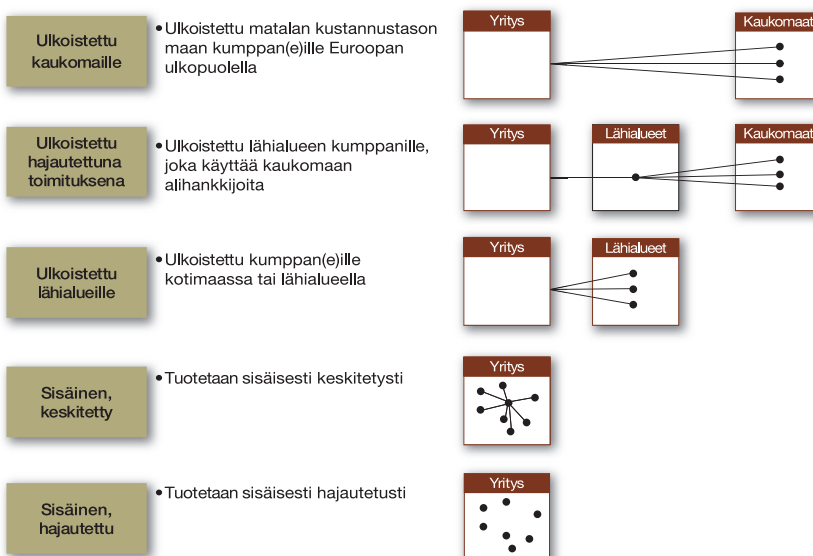 Ulkoistettu
kaukomaille
• Ulkoistettu matalan kustannustason
maan kumppan(e)ille Euroopan
ulkopuolella
Yritys
Kaukomaat
Ulkoistettu
hajautettuna
toimituksena
• Ulkoistettu lähialueen kumppanille,
joka käyttää kaukomaan
alihankkijoita
Yritys
Lähialueet
Kaukomaat
Ulkoistettu
lähialueille
• Ulkoistettu kumppan(e)ille
kotimaassa tai lähialueella
Yritys
Lähialueet
Sisäinen,
keskitetty
• Tuotetaan sisäisesti keskitetysti
Yritys
Sisäinen,
hajautettu
• Tuotetaan sisäisesti hajautetusti
Yritys